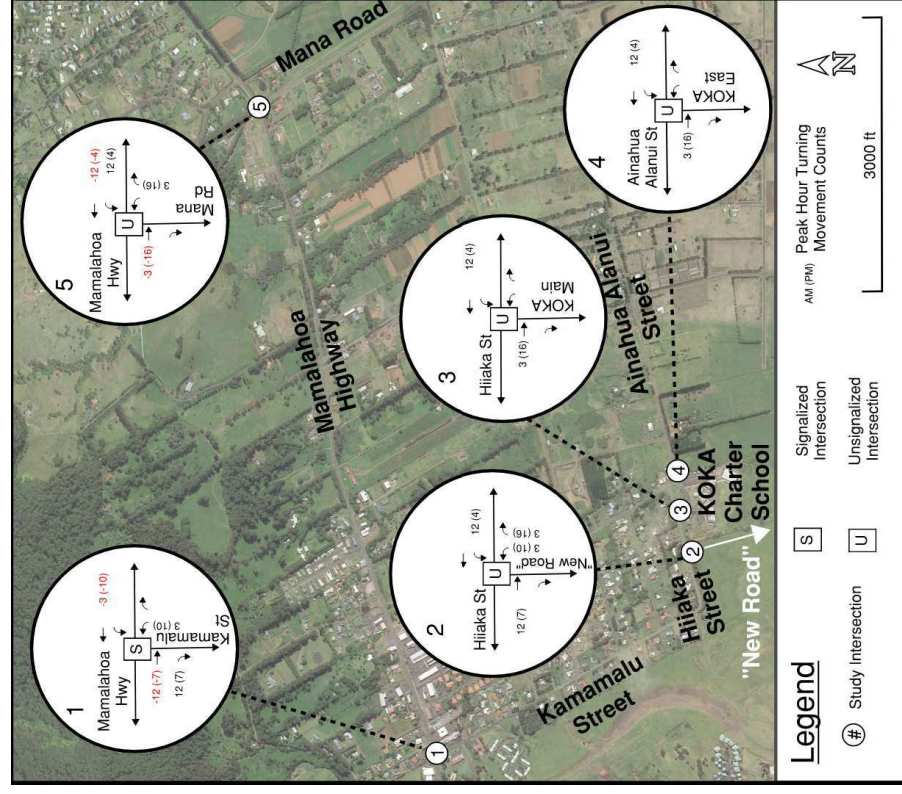 1
Mamalahoa
Hwy
S
-3 (-10)
3 (10)
-12 (-7)
12 (7)
Kamamalu
St
5
Mamalahoa
Hwy
U
-12 (-4)
12 (4)
3 (16)
-3 (-16)
Mana
Rd
Mana Road
5
Mamalahoa
Highway
1
2
Hiiaka St
U
12 (4)
3 (16)
3 (10)
12 (7)
"New Road"
3
Hiiaka St
U
12 (4)
3 (16)
KOKA
Main
4
Ainahua
Alanui St
U
12 (4)
3 (16)
KOKA
East
Kamamalu
Street
Hiiaka
Street
2
3
4
KOKA
Charter
School
Ainahua Alanui
Street
"New Road"
Legend
# Study Intersection
S Signalized
Intersection
U Unsignalized
Intersection
AM (PM) Peak Hour Turning
Movement Counts
N
3000 ft